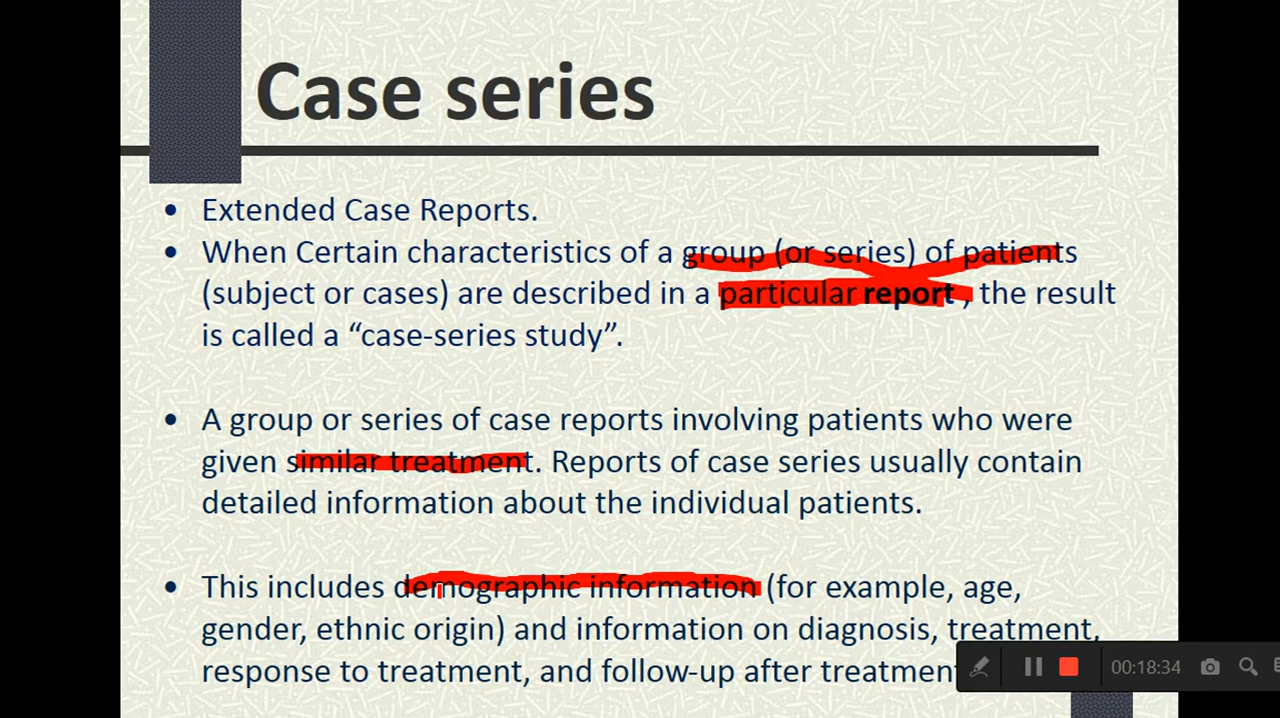 Case series
• Extended Case Reports.
• When Certain characteristics of a group (or series) of patients
(subject or cases) are described in a particular report , the result
is called a “case-series study”.
• A group or series of case reports involving patients who were
given similar treatment. Reports of case series usually contain
detailed information about the individual patients.
• This includes demographic information (for example, age,
gender, ethnic origin) and information on diagnosis, treatment,
response to treatment, and follow-up after treatment
00:18:34